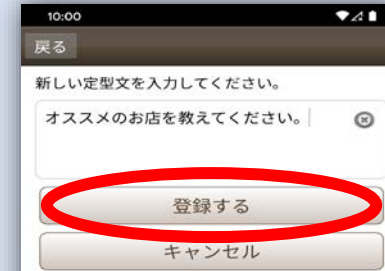 10:00
戻る
新しい定型文を入力してください。
オススメのお店を教えてください。
登録する
キャンセル